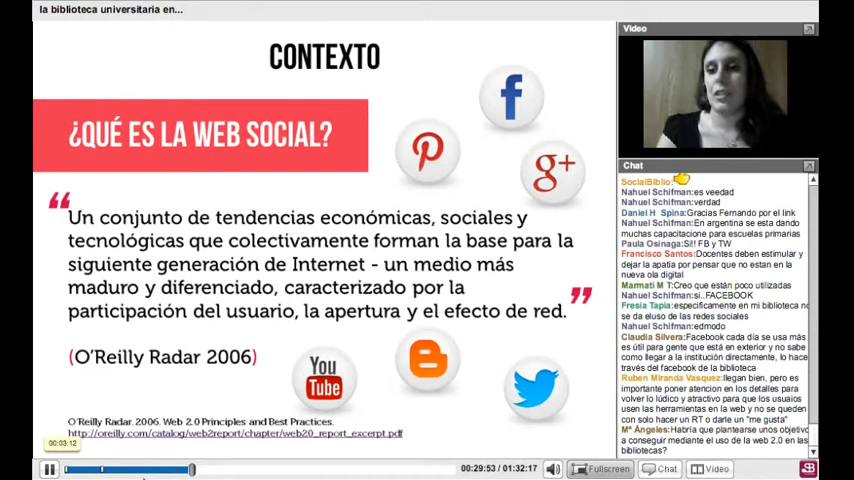 la biblioteca universitaria en...
CONTEXTO
¿QUÉ ES LA WEB SOCIAL?
“
Un conjunto de tendencias económicas, sociales y
tecnológicas que colectivamente forman la base para la
siguiente generación de Internet - un medio más
maduro y diferenciado, caracterizado por la
participación del usuario, la apertura y el efecto de red.
”
(O’Reilly Radar 2006)
You
Tube
g+
O'Reilly Radar. 2006. Web 2.0 Principles and Best Practices.
http://oreilly.com/catalog/web2report/chapter/web20_report_excerpt.pdf
00:03:12
00:29:53 / 01:32:17
Fullscreen
Chat
Video
SB
Video
Chat
SocialBiblio:
Nahuel Schifman:es veedad
Nahuel Schifman:verdad
Daniel H Spina:Gracias Fernando por el link
Nahuel Schifman:En argentina se esta dando
muchas capacitacione para escuelas primarias
Paula Osinaga:Si!! FB y TW
Francisco Santos:Docentes deben estimular y
dejar la apatia por pensar que no estan en la
nueva ola digital
Marmati M T:Creo que están poco utilizadas
Nahuel Schifman:si..FACEBOOK
Fresia Tapia:especificamente en mi biblioteca no
se da eluso de las redes sociales
Nahuel Schifman:edmodo
Claudia Silvera:Facebook cada día se usa más
es útil para gente que está en exterior y no sabe
como llegar a la institución directamente, lo hace
través del facebook de la biblioteca
Ruben Miranda Vasquez:llegan bien, pero es
importante poner atencion en los detalles para
volver lo lúdico y atractivo para que los usuaios
usen las herramientas en la web y no se queden
con solo hacer un RT o darle un "me gusta"
Mª Ángeles:Habría que plantearse unos objetivo
a conseguir mediante el uso de la web 2.0 en las
bibliotecas?